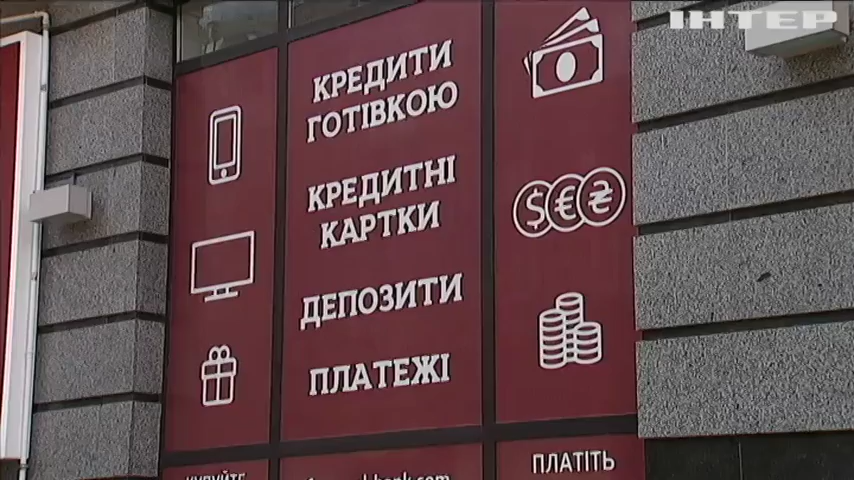 ІНТЕР
КРЕДИТИ
ГОТІВКОЮ
КРЕДИТНІ
КАРТКИ
ДЕПОЗИТИ
ПЛАТЕЖІ
ПЛАТІТЬ